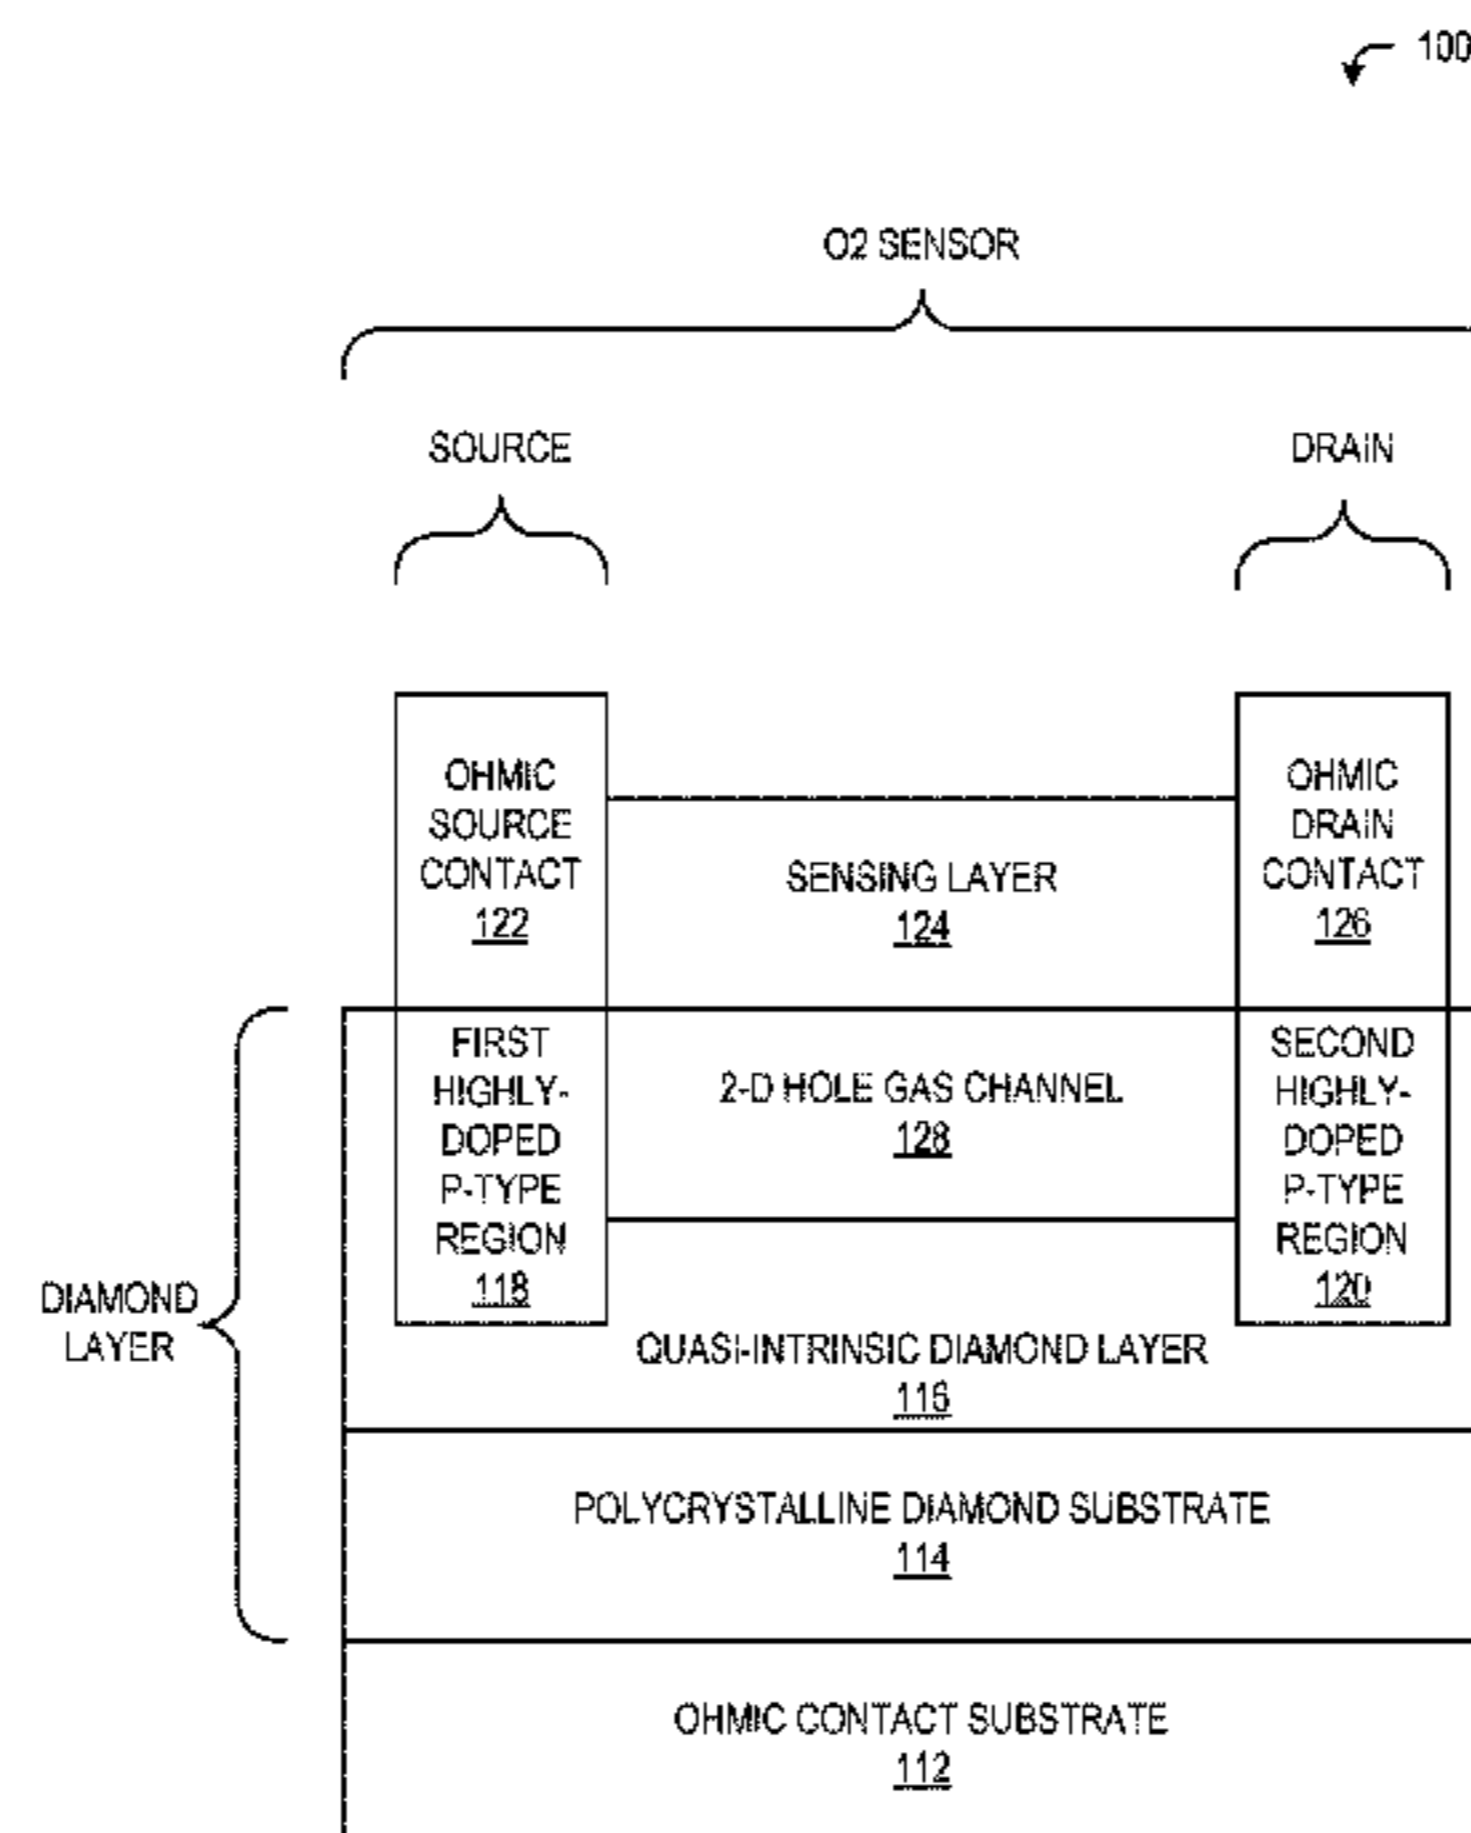 100
O2 SENSOR
SOURCE
DRAIN
OHMIC
SOURCE
CONTACT
122
SENSING LAYER
124
OHMIC
DRAIN
CONTACT
126
FIRST
HIGHLY-
DOPED
P-TYPE
REGION
118
2-D HOLE GAS CHANNEL
128
SECOND
HIGHLY-
DOPED
P-TYPE
REGION
120
DIAMOND
LAYER
QUASI-INTRINSIC DIAMOND LAYER
116
POLYCRYSTALLINE DIAMOND SUBSTRATE
114
OHMIC CONTACT SUBSTRATE
112